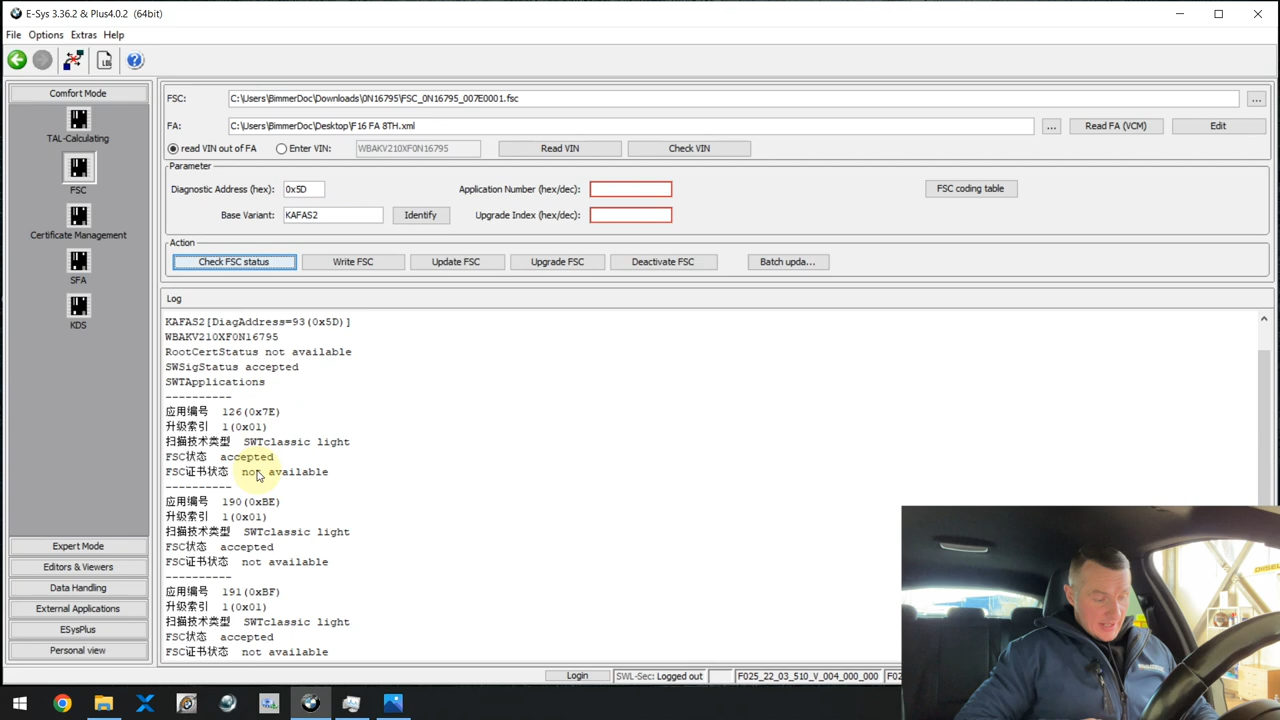 E-Sys 3.36.2 & Plus4.0.2 (64bit)
File Options Extras Help
Comfort Mode
TAL-Calculating
FSC
Certificate Management
SFA
KDS
Expert Mode
Editors & Viewers
Data Handling
External Applications
ESysPlus
Personal view
FSC: C:\Users\BimmerDoc\Downloads\0N16795\FSC_0N16795_007E0001.fsc ...
FA: C:\Users\BimmerDoc\Desktop\F16 FA 8TH.xml ... Read FA (VCM) Edit
read VIN out of FA Enter VIN: WBAKV210XF0N16795 Read VIN Check VIN
Parameter
Diagnostic Address (hex): 0x5D Application Number (hex/dec): FSC coding table
Base Variant: KAFAS2 Identify Upgrade Index (hex/dec):
Action
Check FSC status Write FSC Update FSC Upgrade FSC Deactivate FSC Batch upda...
Log
KAFAS2[DiagAddress=93(0x5D)]
WBAKV210XF0N16795
RootCertStatus not available
SWSigStatus accepted
SWTApplications
----------
应用编号 126(0x7E)
升级索引 1(0x01)
扫描技术类型 SWTclassic light
FSC状态 accepted
FSC证书状态 not available
----------
应用编号 190(0xBE)
升级索引 1(0x01)
扫描技术类型 SWTclassic light
FSC状态 accepted
FSC证书状态 not available
----------
应用编号 191(0xBF)
升级索引 1(0x01)
扫描技术类型 SWTclassic light
FSC状态 accepted
FSC证书状态 not available
Login SWL-Sec: Logged out F025_22_03_510_V_004_000_000 F02